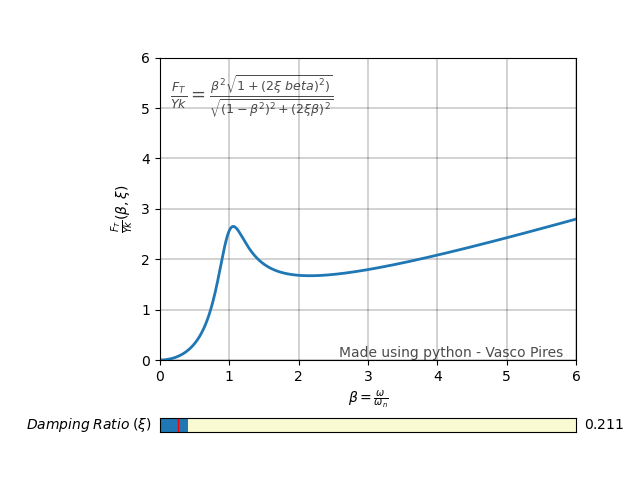 6
F_T/Yk = β²√(1 + (2ξ beta)²) / √((1 − β²)² + (2ξβ)²)
5
4
3
F_T/Yk(β,ξ)
2
1
Made using python - Vasco Pires
0
0 1 2 3 4 5 6
β = ω/ω_n
Damping Ratio (ξ) 0.211